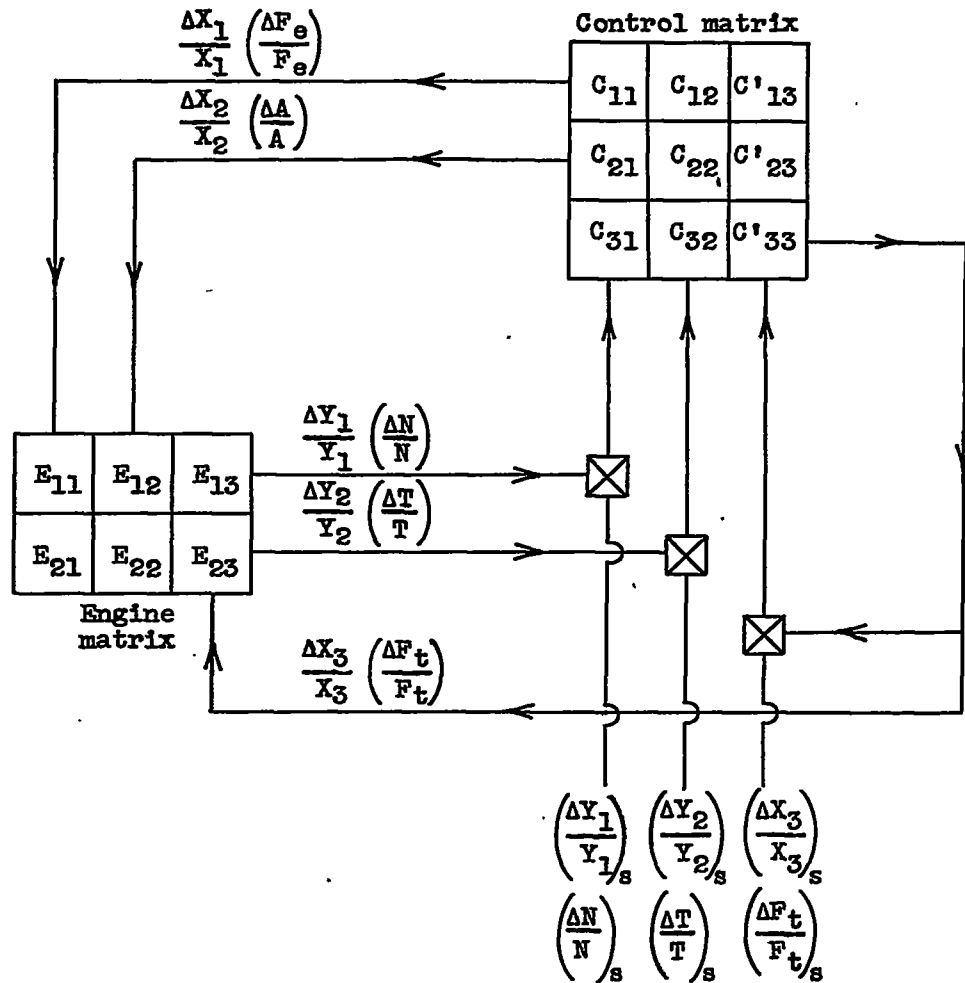 Control matrix
ΔX₁/X₁ (ΔFₑ/Fₑ)
ΔX₂/X₂ (ΔA/A)
C₁₁ C₁₂ C'₁₃
C₂₁ C₂₂ C'₂₃
C₃₁ C₃₂ C'₃₃
ΔY₁/Y₁ (ΔN/N)
ΔY₂/Y₂ (ΔT/T)
E₁₁ E₁₂ E₁₃
E₂₁ E₂₂ E₂₃
Engine
matrix
ΔX₃/X₃ (ΔFₜ/Fₜ)
(ΔY₁/Y₁)ₛ (ΔY₂/Y₂)ₛ (ΔX₃/X₃)ₛ
(ΔN/N)ₛ (ΔT/T)ₛ (ΔFₜ/Fₜ)ₛ